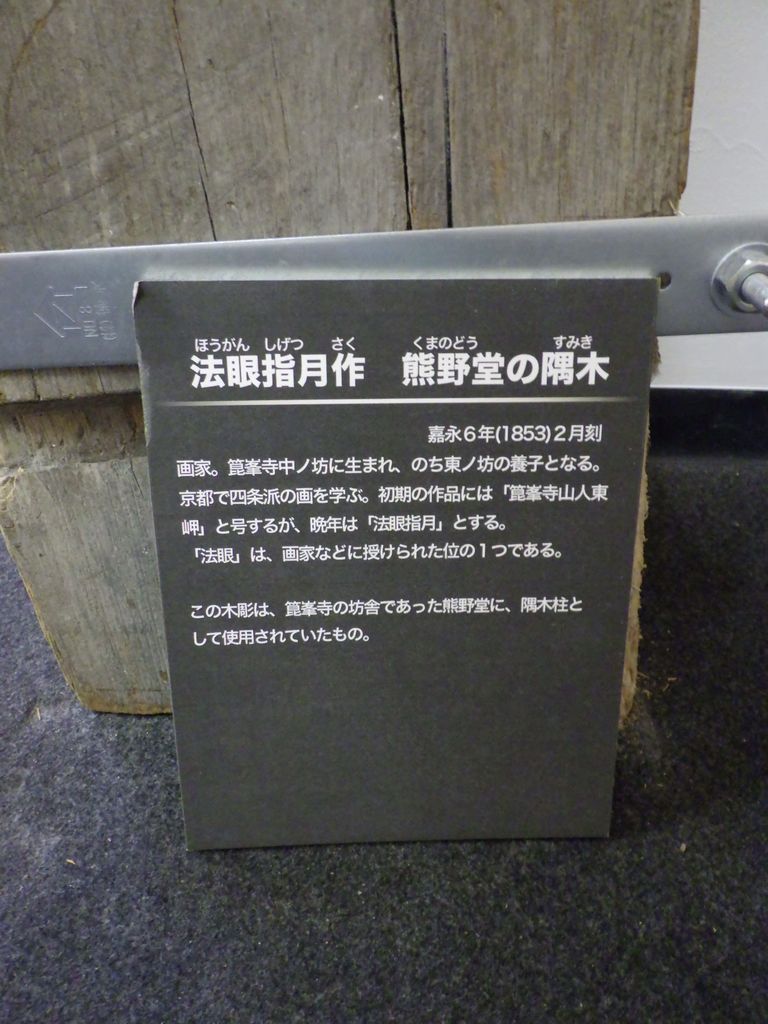 ほうがん しげつ さく くまのどう すみき
法眼指月作 熊野堂の隅木
嘉永6年(1853)2月刻
画家。箟峯寺中ノ坊に生まれ、のち東ノ坊の養子となる。
京都で四条派の画を学ぶ。初期の作品には「箟峯寺山人東
岬」と号するが、晩年は「法眼指月」とする。
「法眼」は、画家などに授けられた位の1つである。
この木彫は、箟峯寺の坊舎であった熊野堂に、隅木柱と
して使用されていたもの。